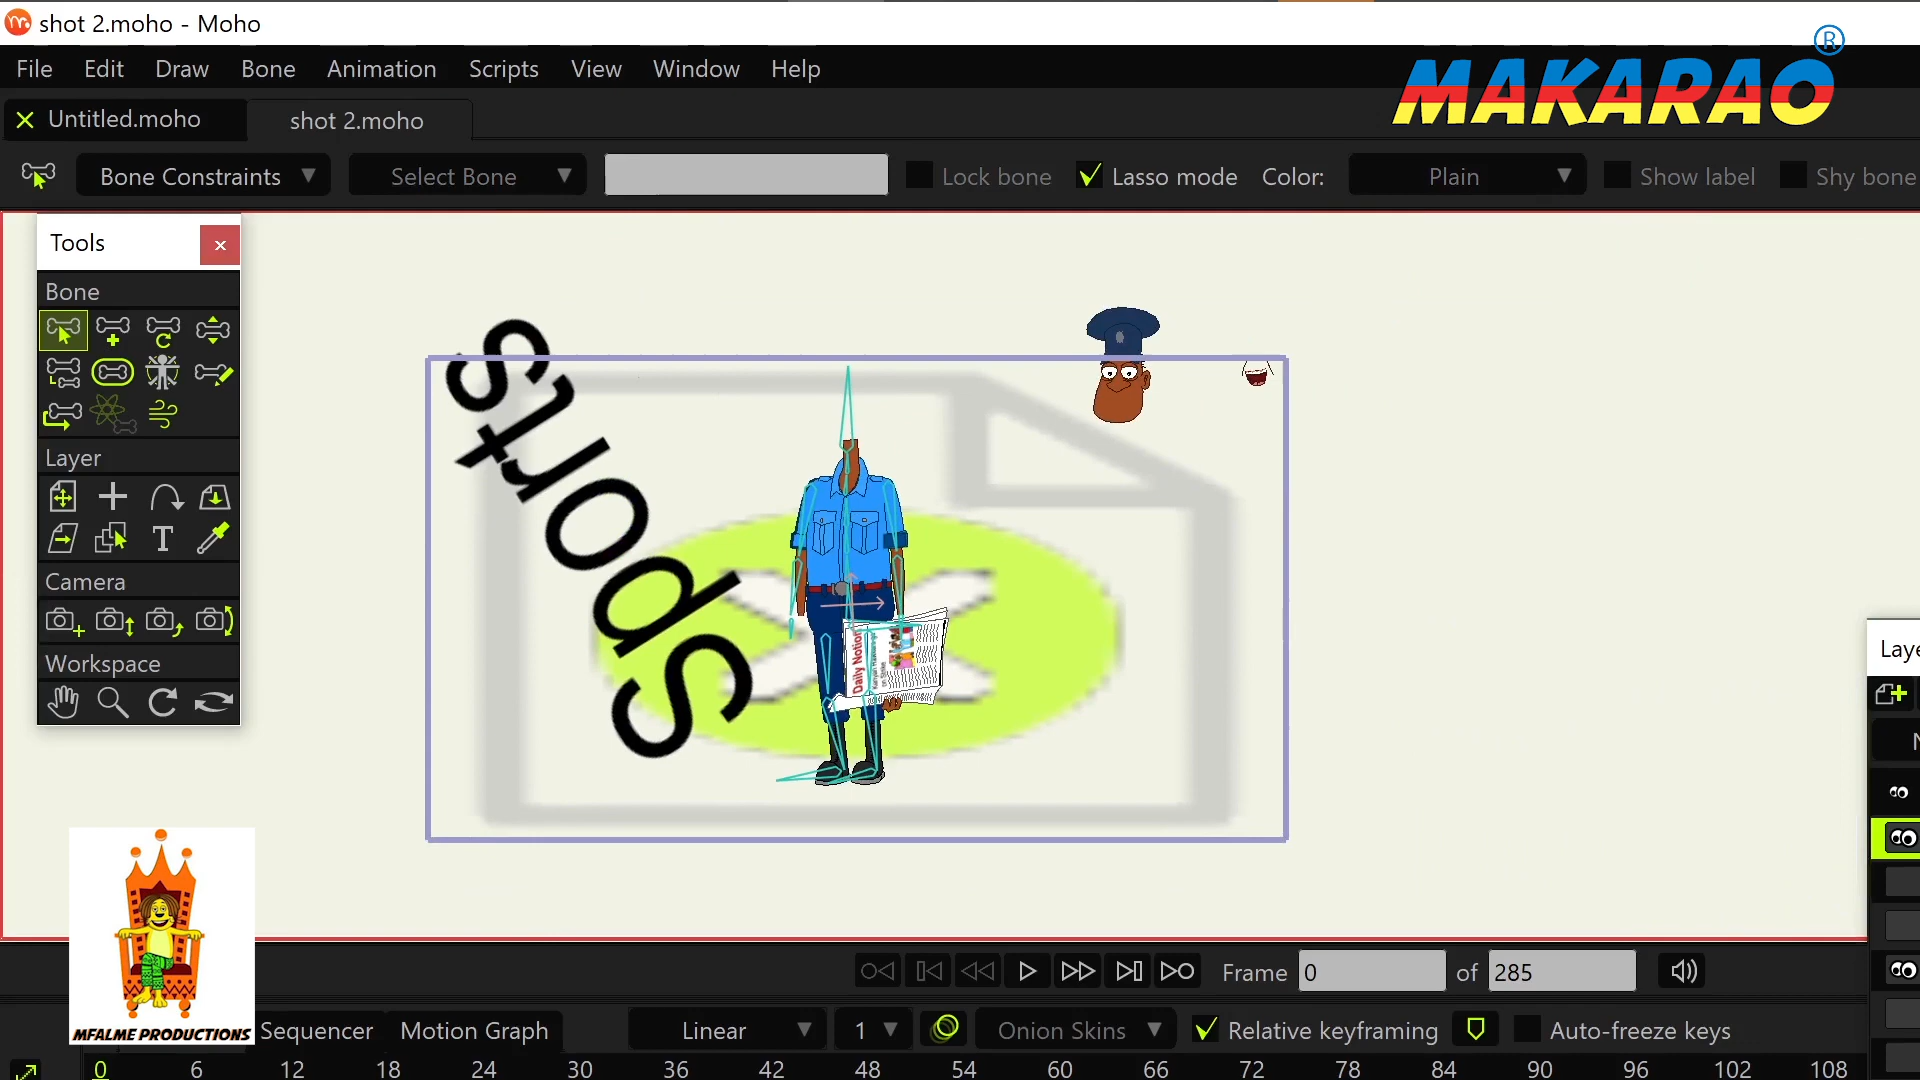 shot 2.moho - Moho
®
MAKARAO
File Edit Draw Bone Animation Scripts View Window Help
Untitled.moho shot 2.moho
Bone Constraints Select Bone Lock bone Lasso mode Color: Plain Show label Shy bone
Tools
Bone
Layer
T
Camera
Workspace
Sports
Daily Notion
on Strike
Laye
N
MFALME PRODUCTIONS
Frame 0 of 285
Sequencer Motion Graph Linear 1 Onion Skins Relative keyframing Auto-freeze keys
0 6 12 18 24 30 36 42 48 54 60 66 72 78 84 90 96 102 108